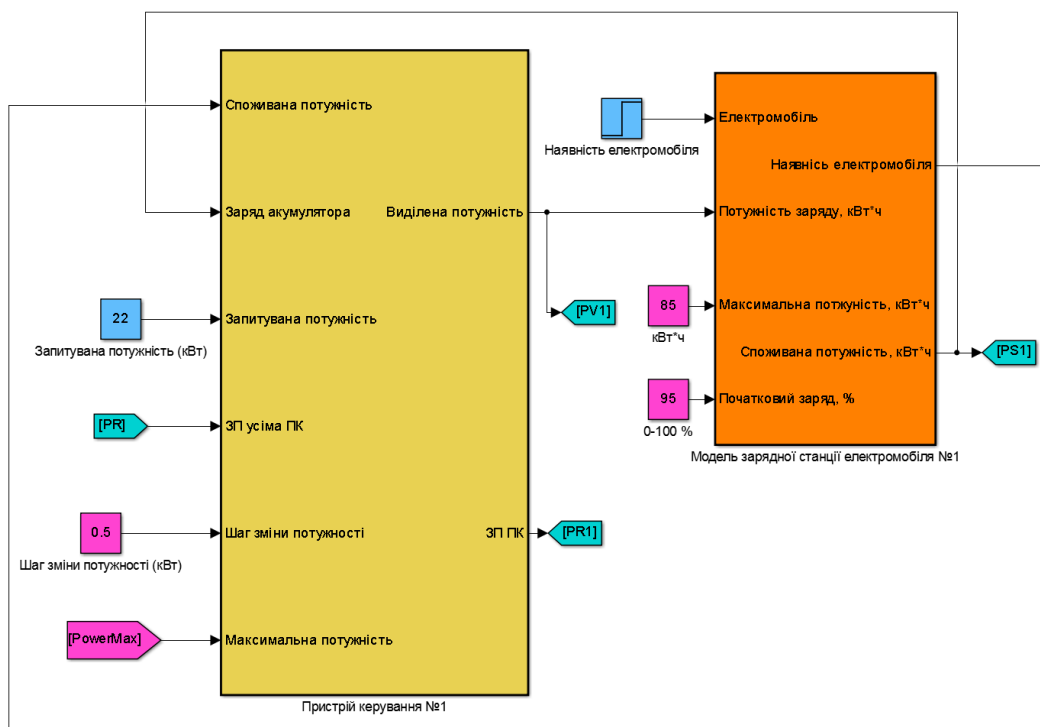 Споживана потужність
Заряд акумулятора
Виділена потужність
22
Запитувана потужність (кВт)
Запитувана потужність
[PR]
ЗП усіма ПК
0.5
Шаг зміни потужності (кВт)
Шаг зміни потужності
ЗП ПК
[PR1]
[PowerMax]
Максимальна потужність
Пристрій керування №1
[PV1]
Наявність електромобіля
Електромобіль
Наявнісь електромобіля
Потужність заряду, кВт*ч
85
кВт*ч
Максимальна потжуність, кВт*ч
Споживана потужність, кВт*ч
[PS1]
95
0-100 %
Початковий заряд, %
Модель зарядної станції електромобіля №1